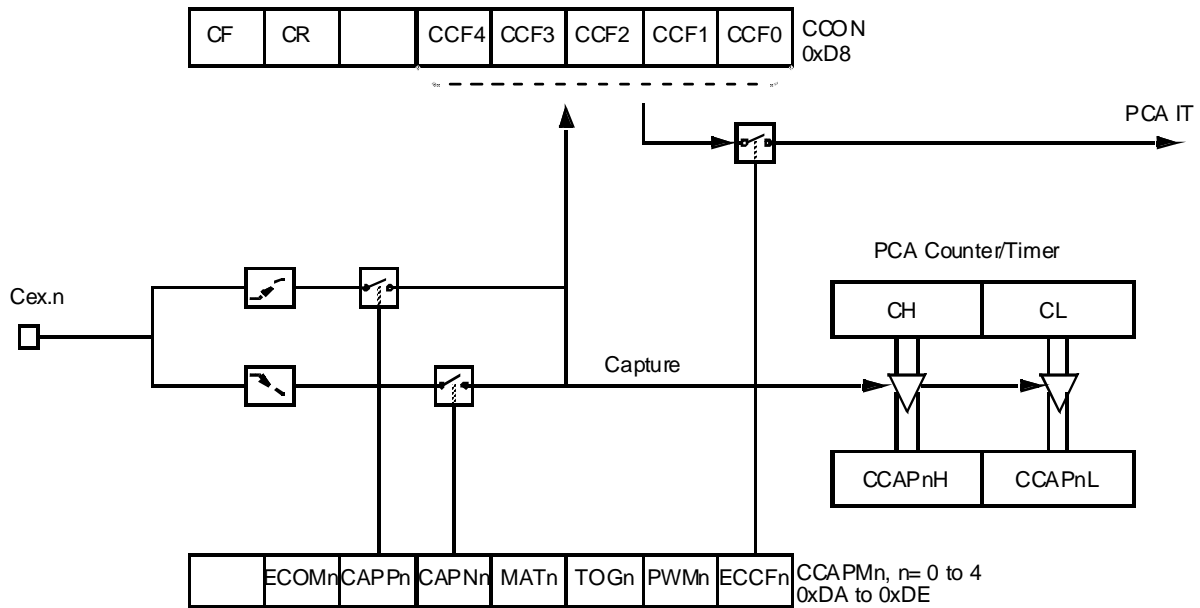 CF CR CCF4 CCF3 CCF2 CCF1 CCF0 CCON
0xD8
PCA IT
PCA Counter/Timer
Cex.n
CH CL
Capture
CCAPnH CCAPnL
ECOMn CAPPn CAPNn MATn TOGn PWMn ECCFn CCAPMn, n= 0 to 4
0xDA to 0xDE